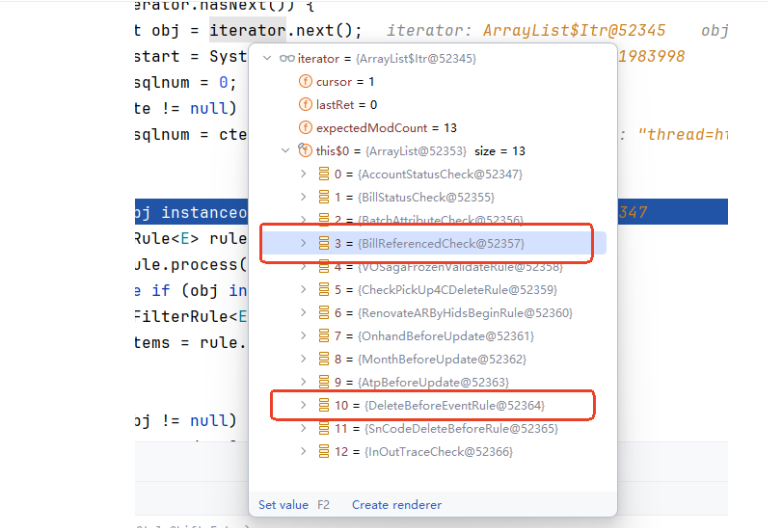 erator.hasNext()) {
t obj = iterator.next();   iterator: ArrayList$Itr@52345   obj
start = Syst 1983998
sqlnum = 0;
te != null)
sqlnum = cte : "thread=ht
bj instanceo 347
Rule<E> rule
ule.process(
e if (obj in
FilterRule<E
tems = rule.
bj != null)
iterator = {ArrayList$Itr@52345}
cursor = 1
lastRet = 0
expectedModCount = 13
this$0 = {ArrayList@52353} size = 13
0 = {AccountStatusCheck@52347}
1 = {BillStatusCheck@52355}
2 = {BatchAttributeCheck@52356}
3 = {BillReferencedCheck@52357}
4 = {VOSagaFrozenValidateRule@52358}
5 = {CheckPickUp4CDeleteRule@52359}
6 = {RenovateARByHidsBeginRule@52360}
7 = {OnhandBeforeUpdate@52361}
8 = {MonthBeforeUpdate@52362}
9 = {AtpBeforeUpdate@52363}
10 = {DeleteBeforeEventRule@52364}
11 = {SnCodeDeleteBeforeRule@52365}
12 = {InOutTraceCheck@52366}
Set value F2 Create renderer